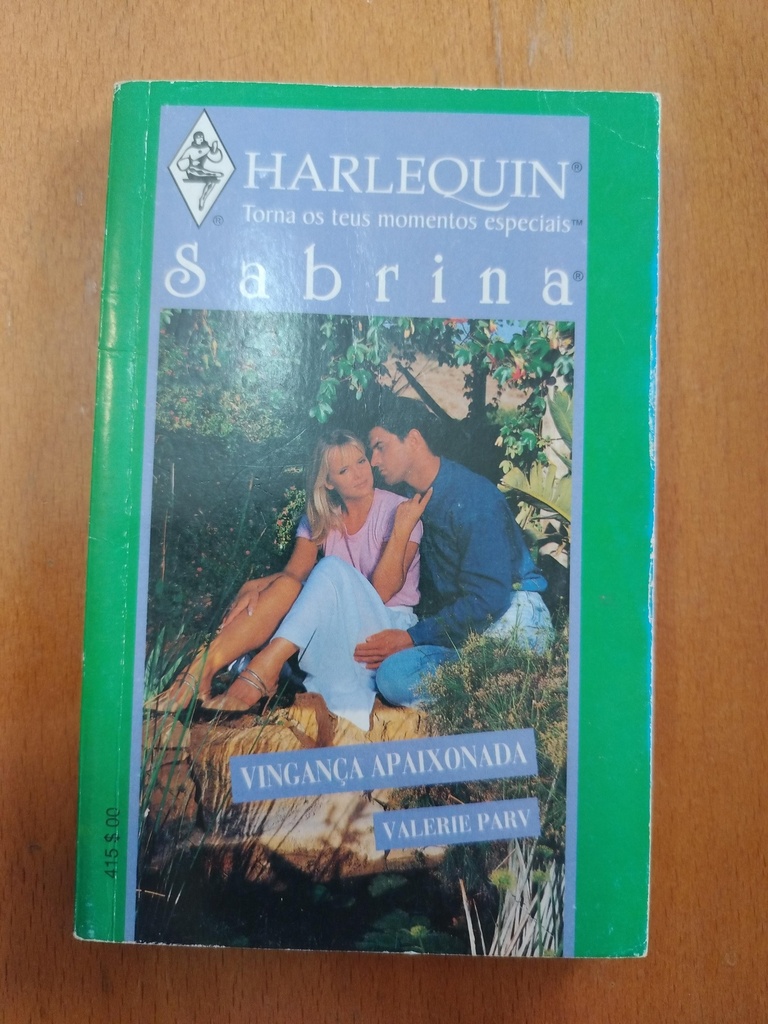 HARLEQUIN®
Torna os teus momentos especiais™
Sabrina®
VINGANÇA APAIXONADA
VALERIE PARV
415$00